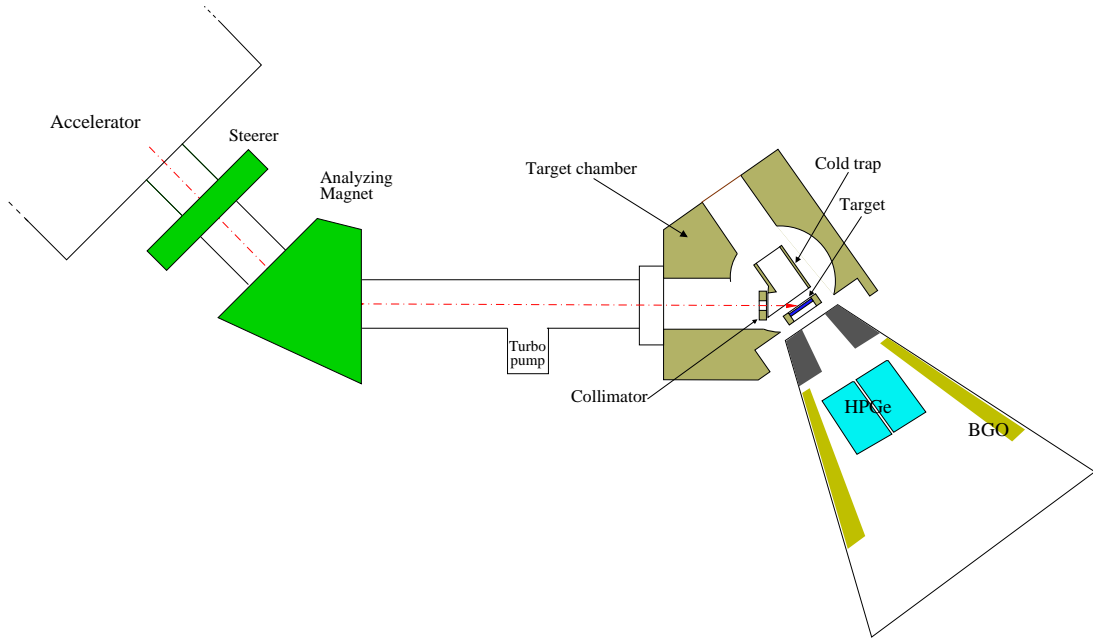 Accelerator
Steerer
Analyzing
Magnet
Target chamber
Cold trap
Target
Turbo
pump
Collimator
HPGe
BGO